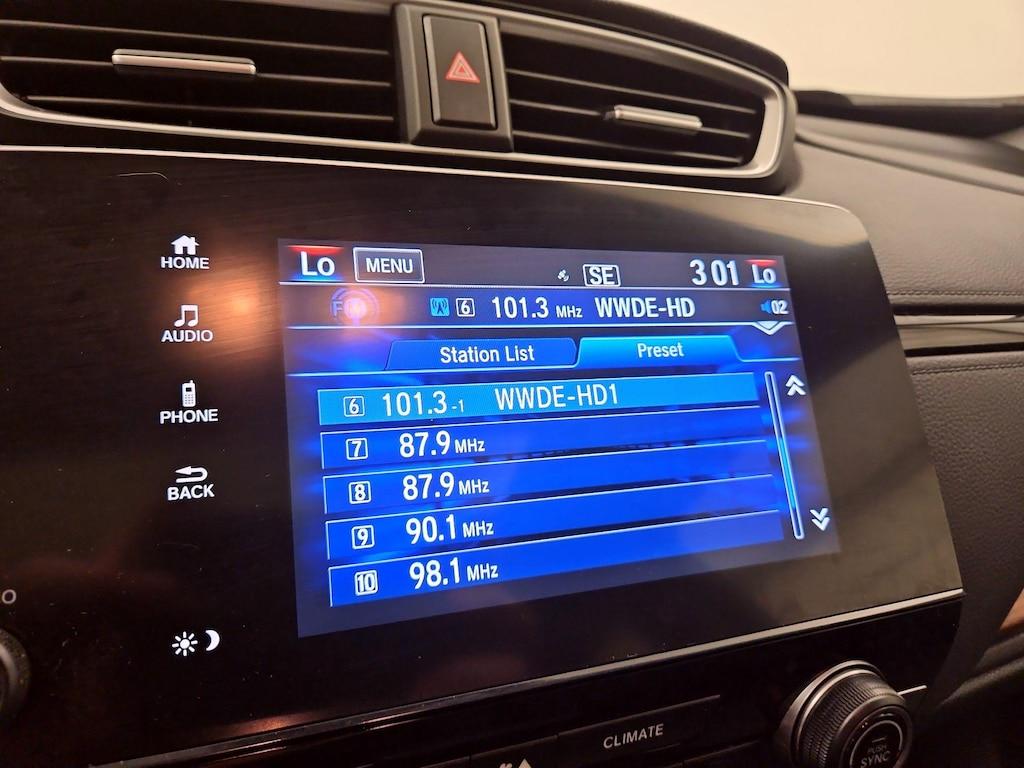 HOME
AUDIO
PHONE
BACK
Lo MENU SE 3 01 Lo
FM 6 101.3 MHz WWDE-HD 02
Station List Preset
6 101.3 -1 WWDE-HD1
7 87.9 MHz
8 87.9 MHz
9 90.1 MHz
10 98.1 MHz
CLIMATE
PUSH
SYNC